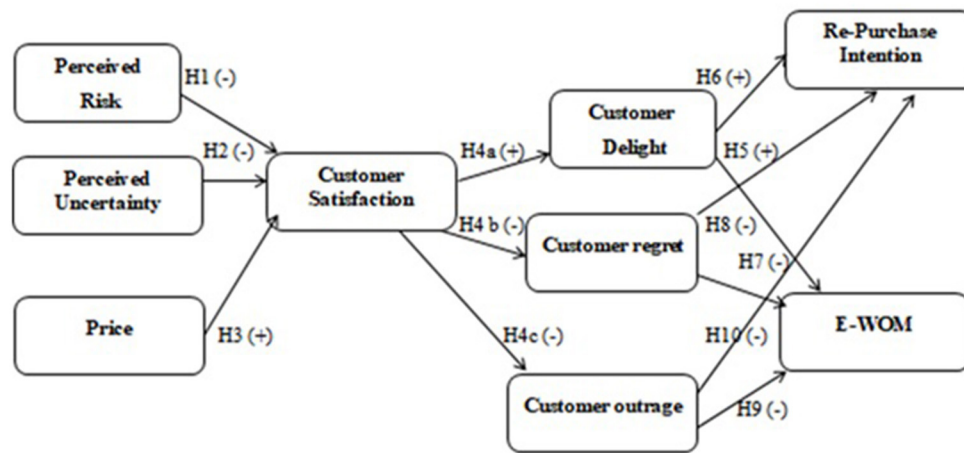 Perceived
Risk
H1 (-)
Perceived
Uncertainty
H2 (-)
Price
H3 (+)
Customer
Satisfaction
H4a (+)
H4 b (-)
H4c (-)
Customer
Delight
Customer regret
Customer outrage
H6 (+)
H5 (+)
H8 (-)
H7 (-)
H10 (-)
H9 (-)
Re-Purchase
Intention
E-WOM